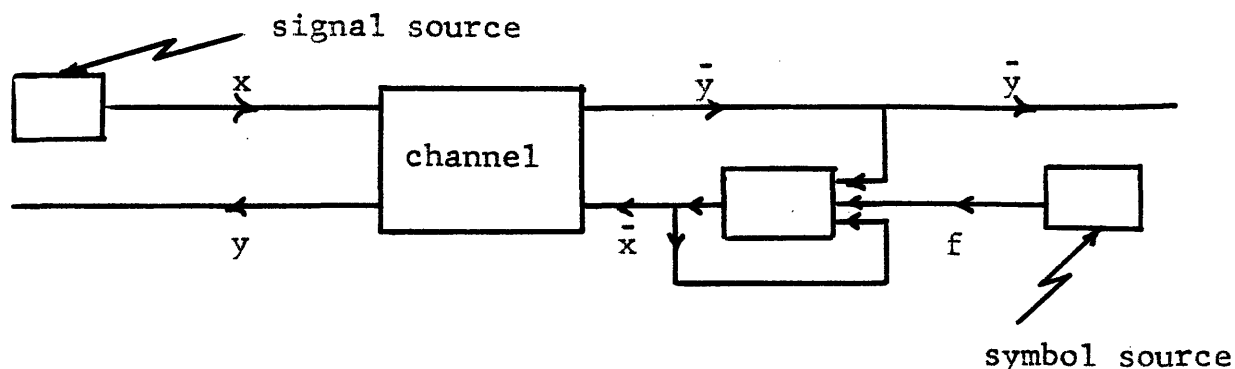 signal source
x
ȳ
ȳ
channel
y
x̄
f
symbol source